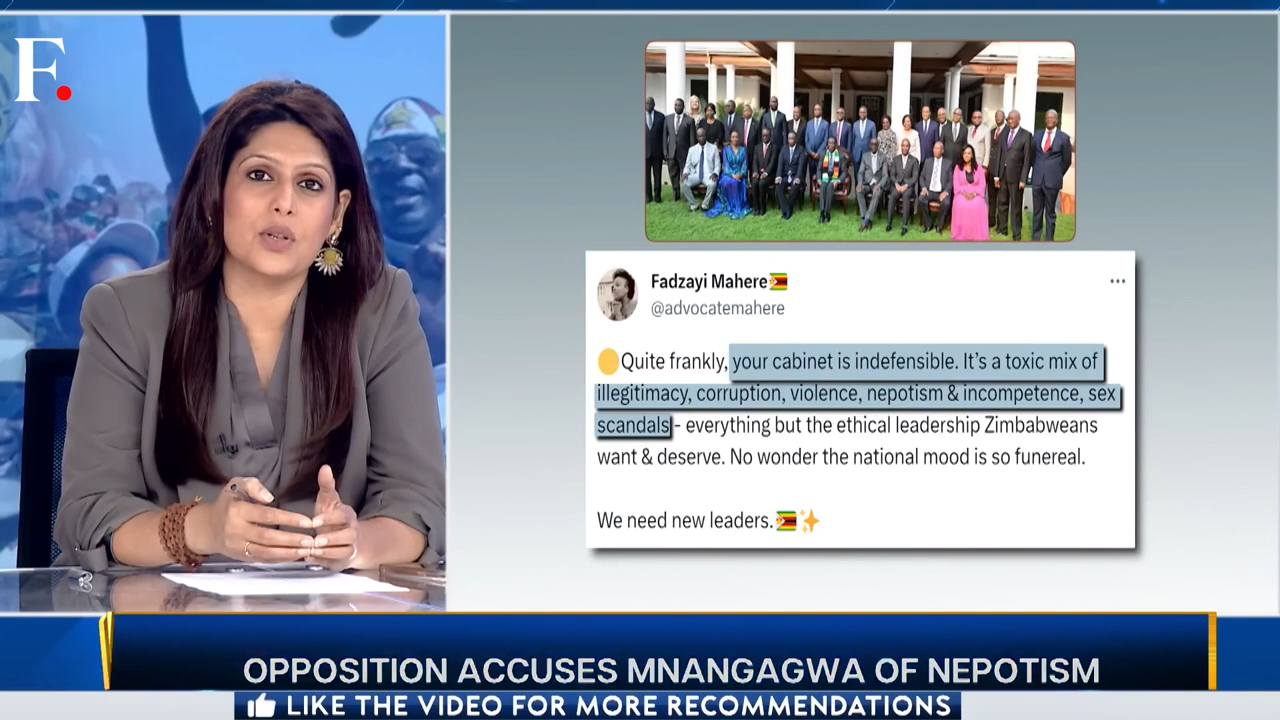 F.
Fadzayi Mahere🇿🇼
@advocatemahere
🟡Quite frankly, your cabinet is indefensible. It's a toxic mix of
illegitimacy, corruption, violence, nepotism & incompetence, sex
scandals - everything but the ethical leadership Zimbabweans
want & deserve. No wonder the national mood is so funereal.
We need new leaders.🇿🇼✨
OPPOSITION ACCUSES MNANGAGWA OF NEPOTISM
LIKE THE VIDEO FOR MORE RECOMMENDATIONS